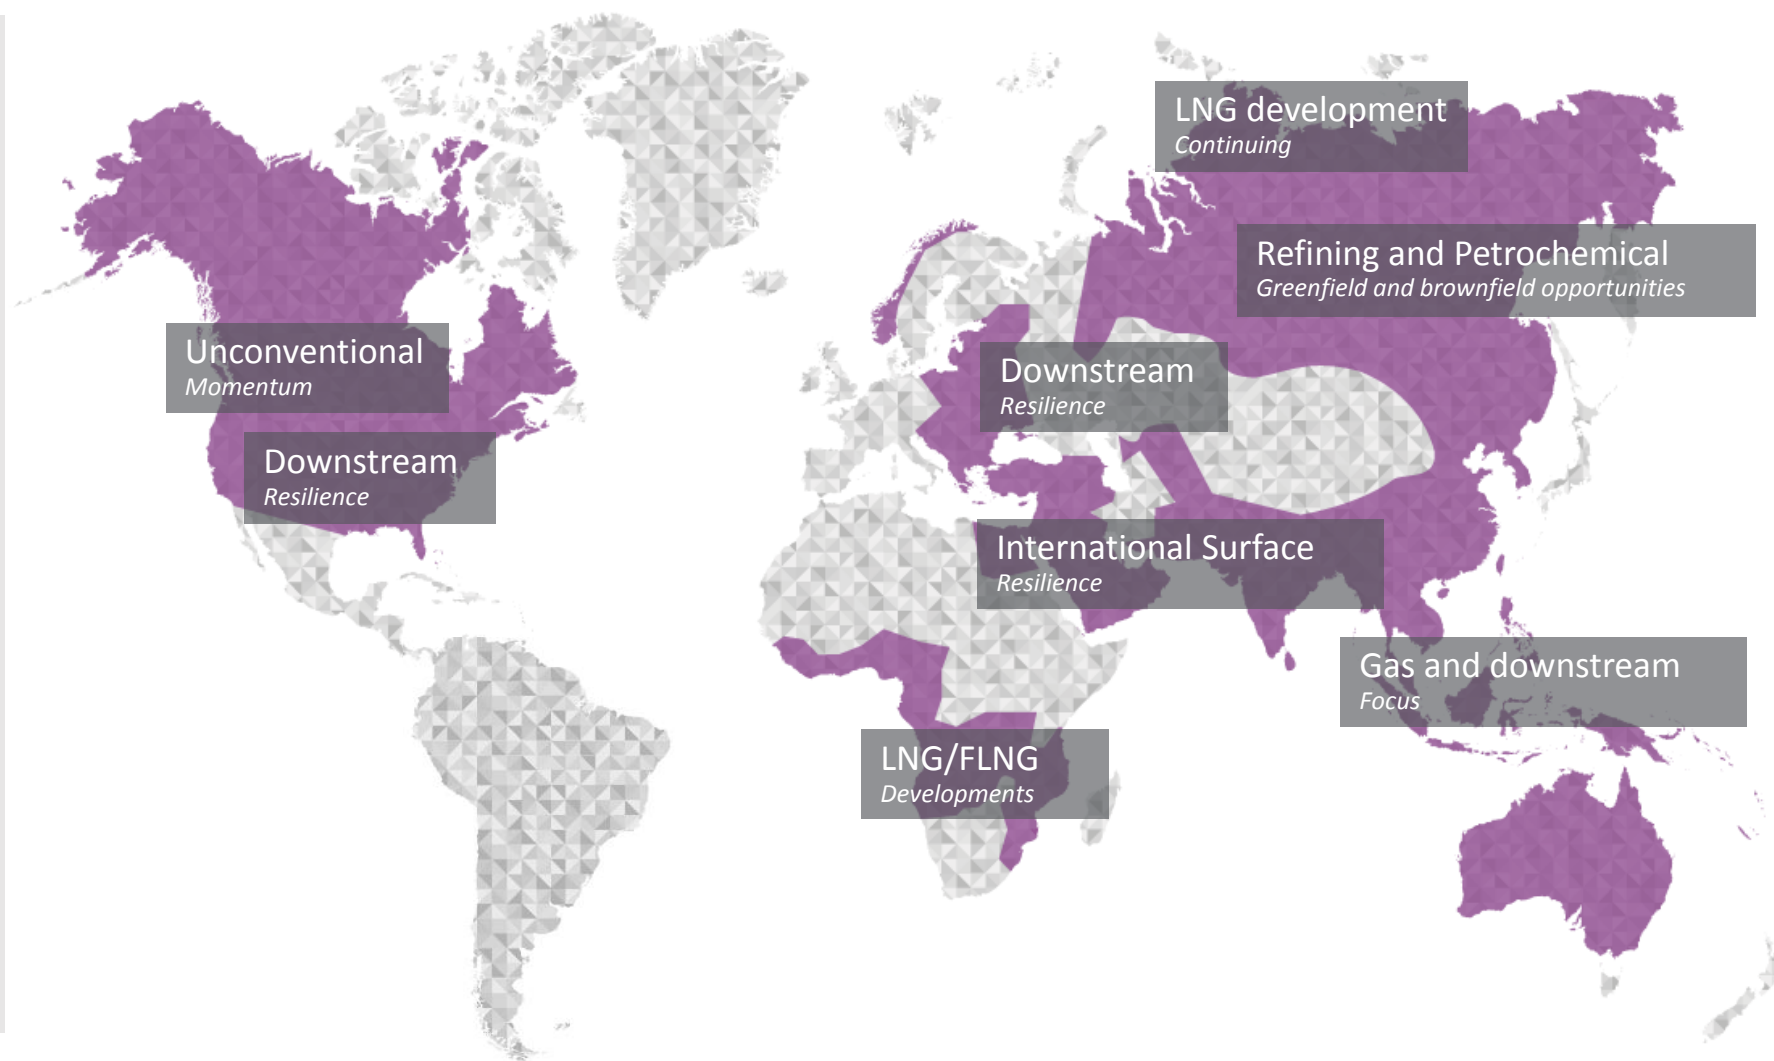 LNG development
Continuing
Refining and Petrochemical
Greenfield and brownfield opportunities
Unconventional
Momentum
Downstream
Resilience
Downstream
Resilience
International Surface
Resilience
Gas and downstream
Focus
LNG/FLNG
Developments